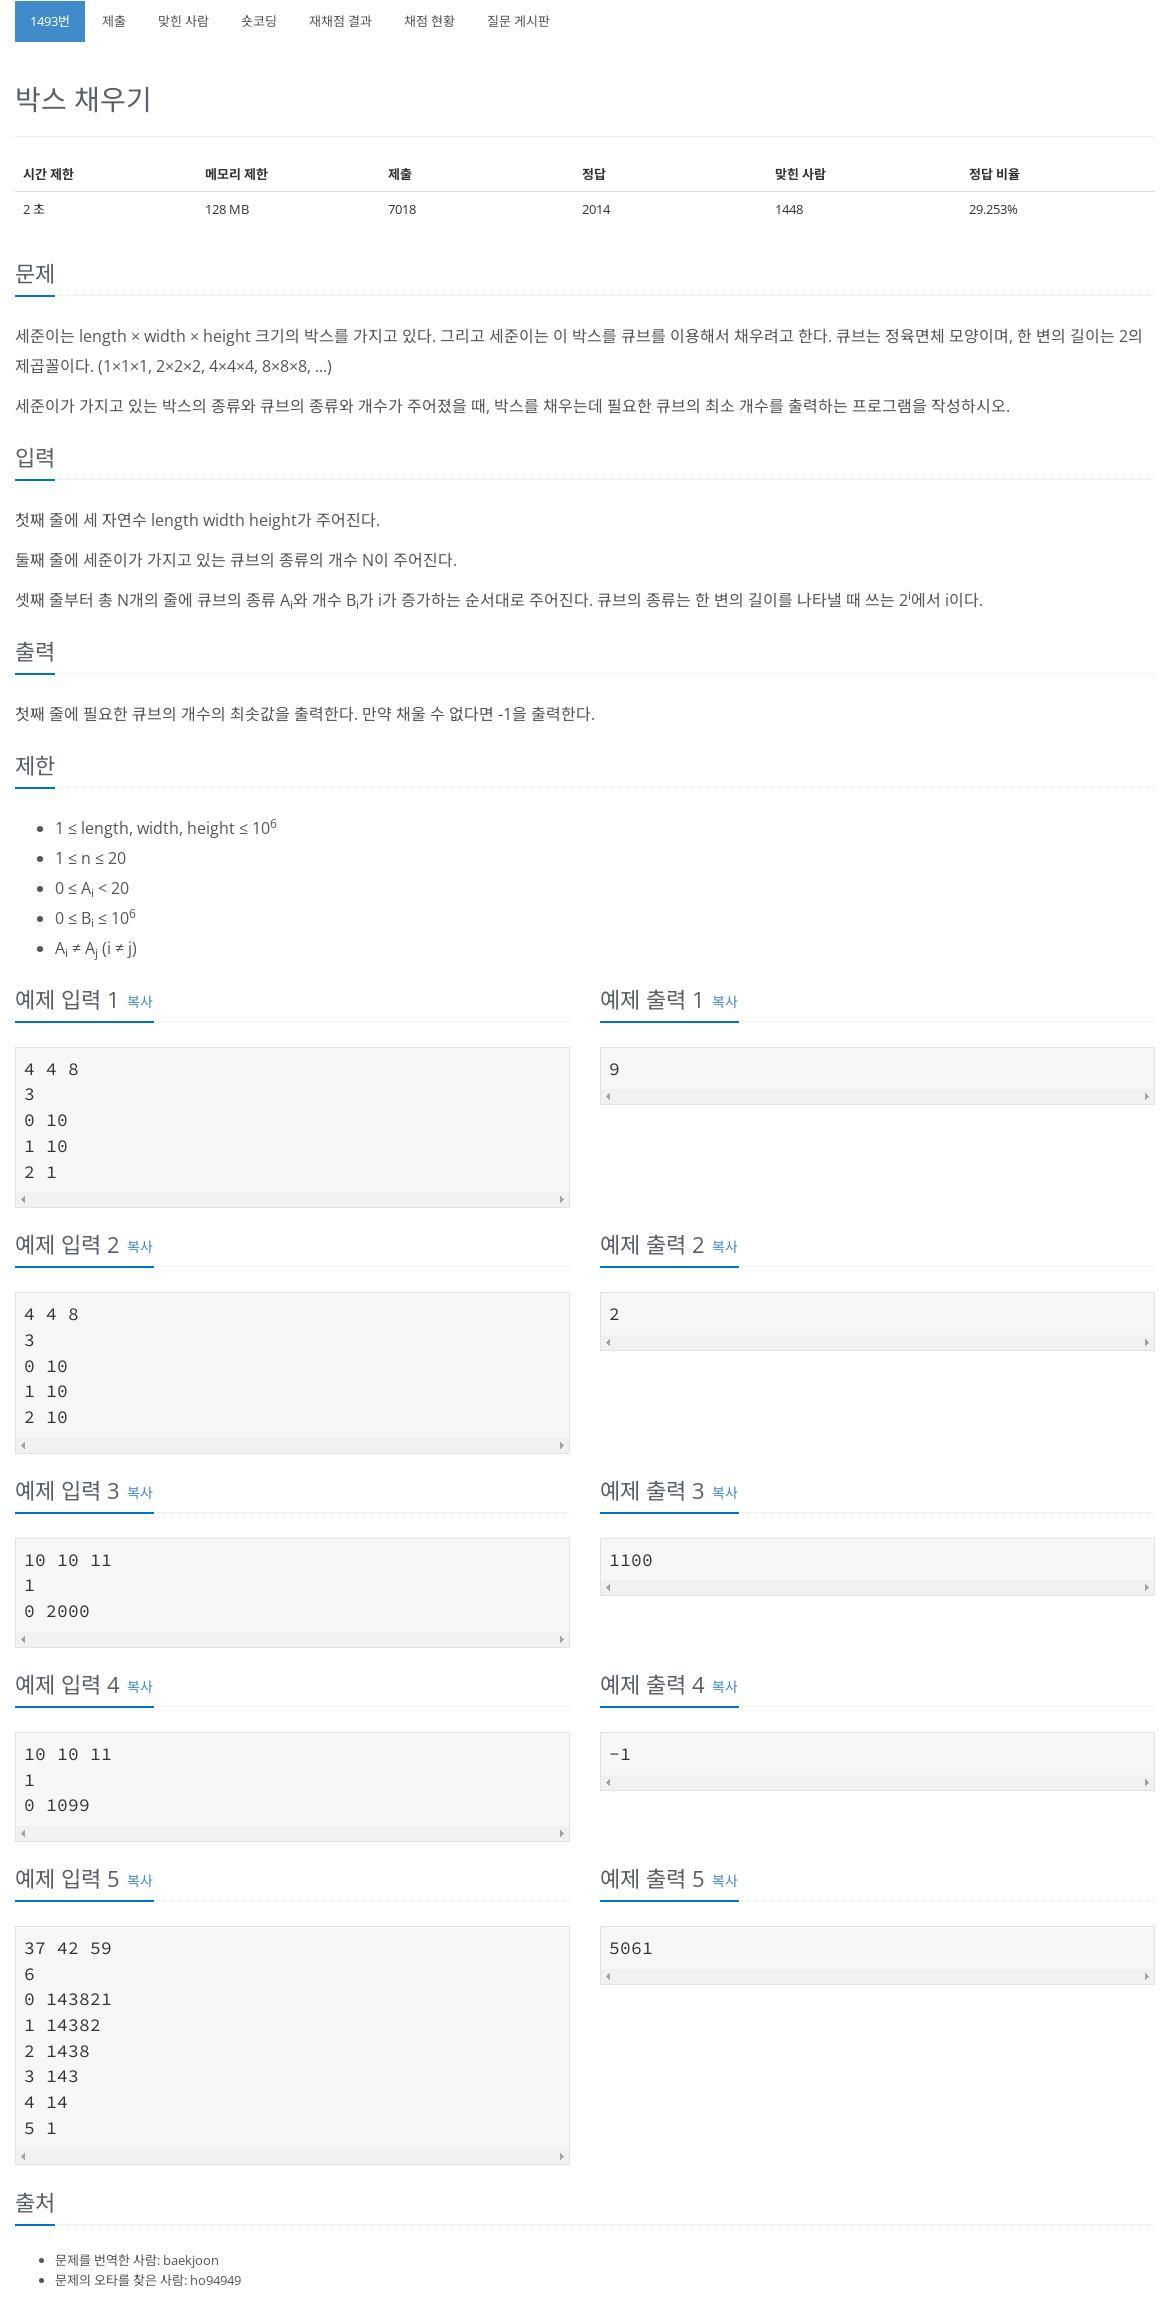 1493번 제출 맞힌 사람 숏코딩 재채점 결과 채점 현황 질문 게시판
박스 채우기
시간 제한 메모리 제한 제출 정답 맞힌 사람 정답 비율
2 초 128 MB 7018 2014 1448 29.253%
문제
세준이는 length × width × height 크기의 박스를 가지고 있다. 그리고 세준이는 이 박스를 큐브를 이용해서 채우려고 한다. 큐브는 정육면체 모양이며, 한 변의 길이는 2의
제곱꼴이다. (1×1×1, 2×2×2, 4×4×4, 8×8×8, ...)
세준이가 가지고 있는 박스의 종류와 큐브의 종류와 개수가 주어졌을 때, 박스를 채우는데 필요한 큐브의 최소 개수를 출력하는 프로그램을 작성하시오.
입력
첫째 줄에 세 자연수 length width height가 주어진다.
둘째 줄에 세준이가 가지고 있는 큐브의 종류의 개수 N이 주어진다.
셋째 줄부터 총 N개의 줄에 큐브의 종류 Aᵢ와 개수 Bᵢ가 i가 증가하는 순서대로 주어진다. 큐브의 종류는 한 변의 길이를 나타낼 때 쓰는 2ⁱ에서 i이다.
출력
첫째 줄에 필요한 큐브의 개수의 최솟값을 출력한다. 만약 채울 수 없다면 -1을 출력한다.
제한
• 1 ≤ length, width, height ≤ 10⁶
• 1 ≤ n ≤ 20
• 0 ≤ Aᵢ < 20
• 0 ≤ Bᵢ ≤ 10⁶
• Aᵢ ≠ Aⱼ (i ≠ j)
예제 입력 1 복사
4 4 8
3
0 10
1 10
2 1
예제 출력 1 복사
9
예제 입력 2 복사
4 4 8
3
0 10
1 10
2 10
예제 출력 2 복사
2
예제 입력 3 복사
10 10 11
1
0 2000
예제 출력 3 복사
1100
예제 입력 4 복사
10 10 11
1
0 1099
예제 출력 4 복사
-1
예제 입력 5 복사
37 42 59
6
0 143821
1 14382
2 1438
3 143
4 14
5 1
예제 출력 5 복사
5061
출처
• 문제를 번역한 사람: baekjoon
• 문제의 오타를 찾은 사람: ho94949